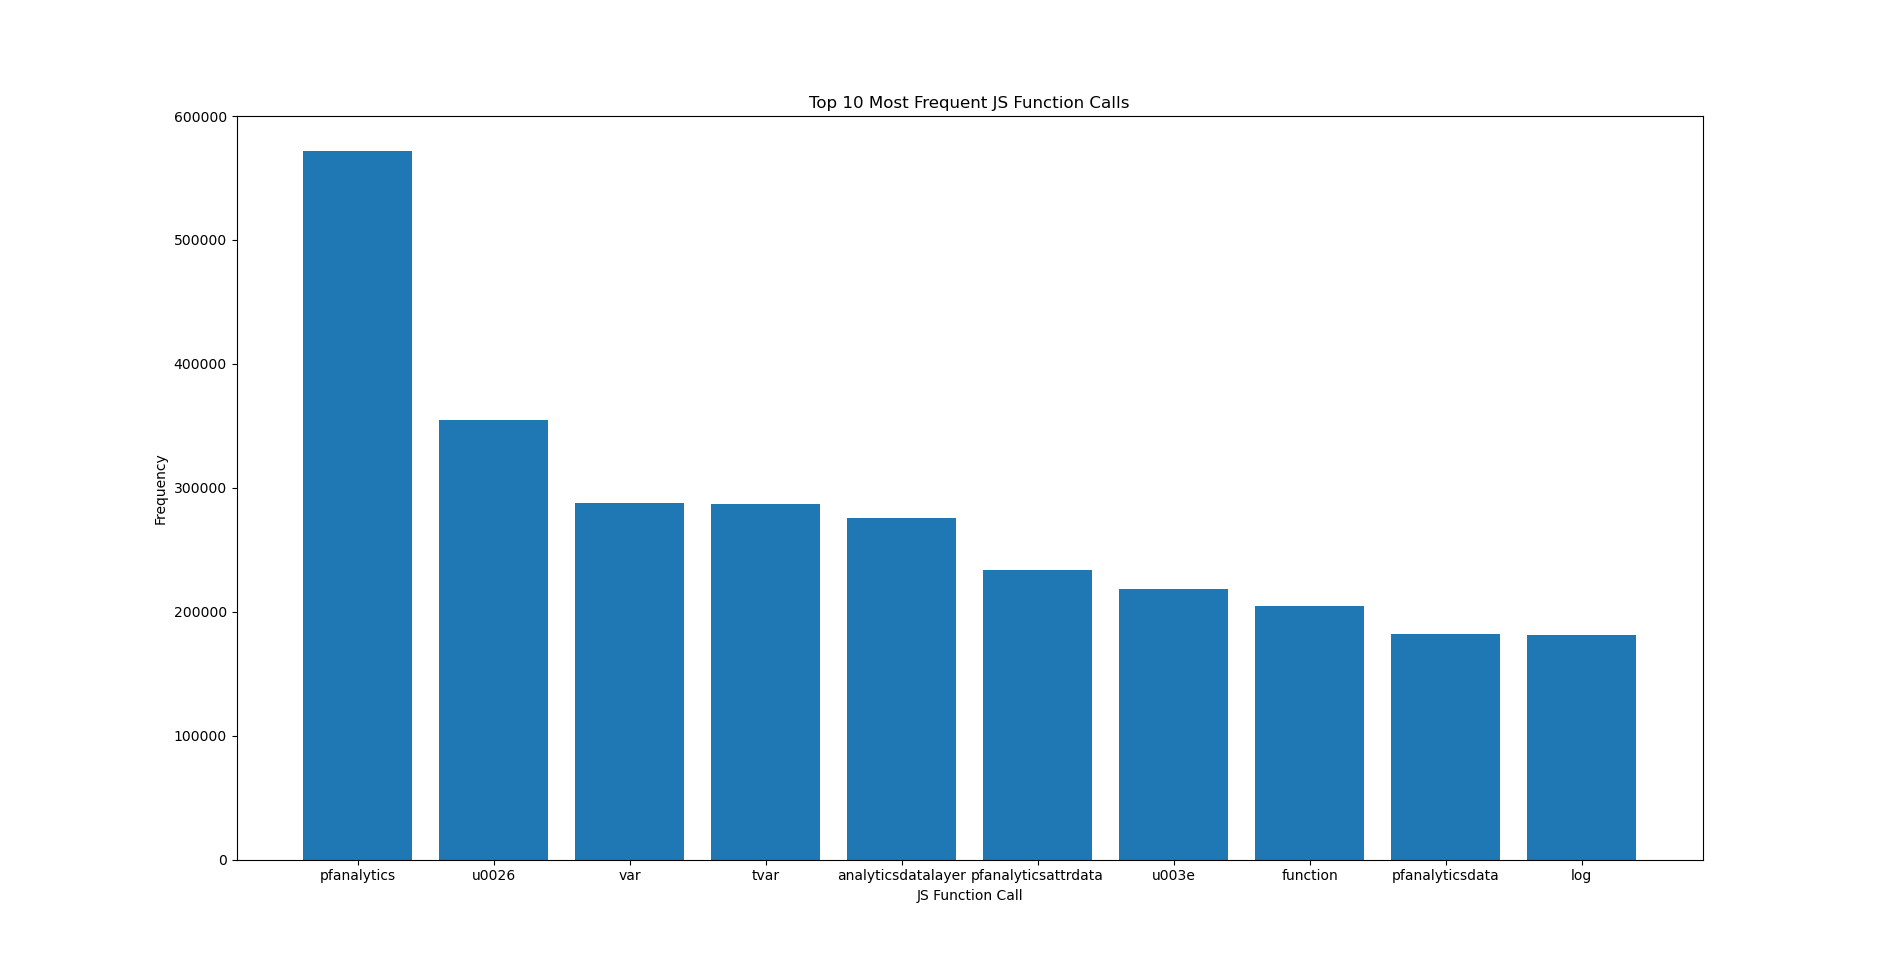 Top 10 Most Frequent JS Function Calls
600000
500000
400000
300000
200000
100000
0
Frequency
pfanalytics u0026 var tvar analyticsdatalayer pfanalyticsattrdata u003e function pfanalyticsdata log
JS Function Call